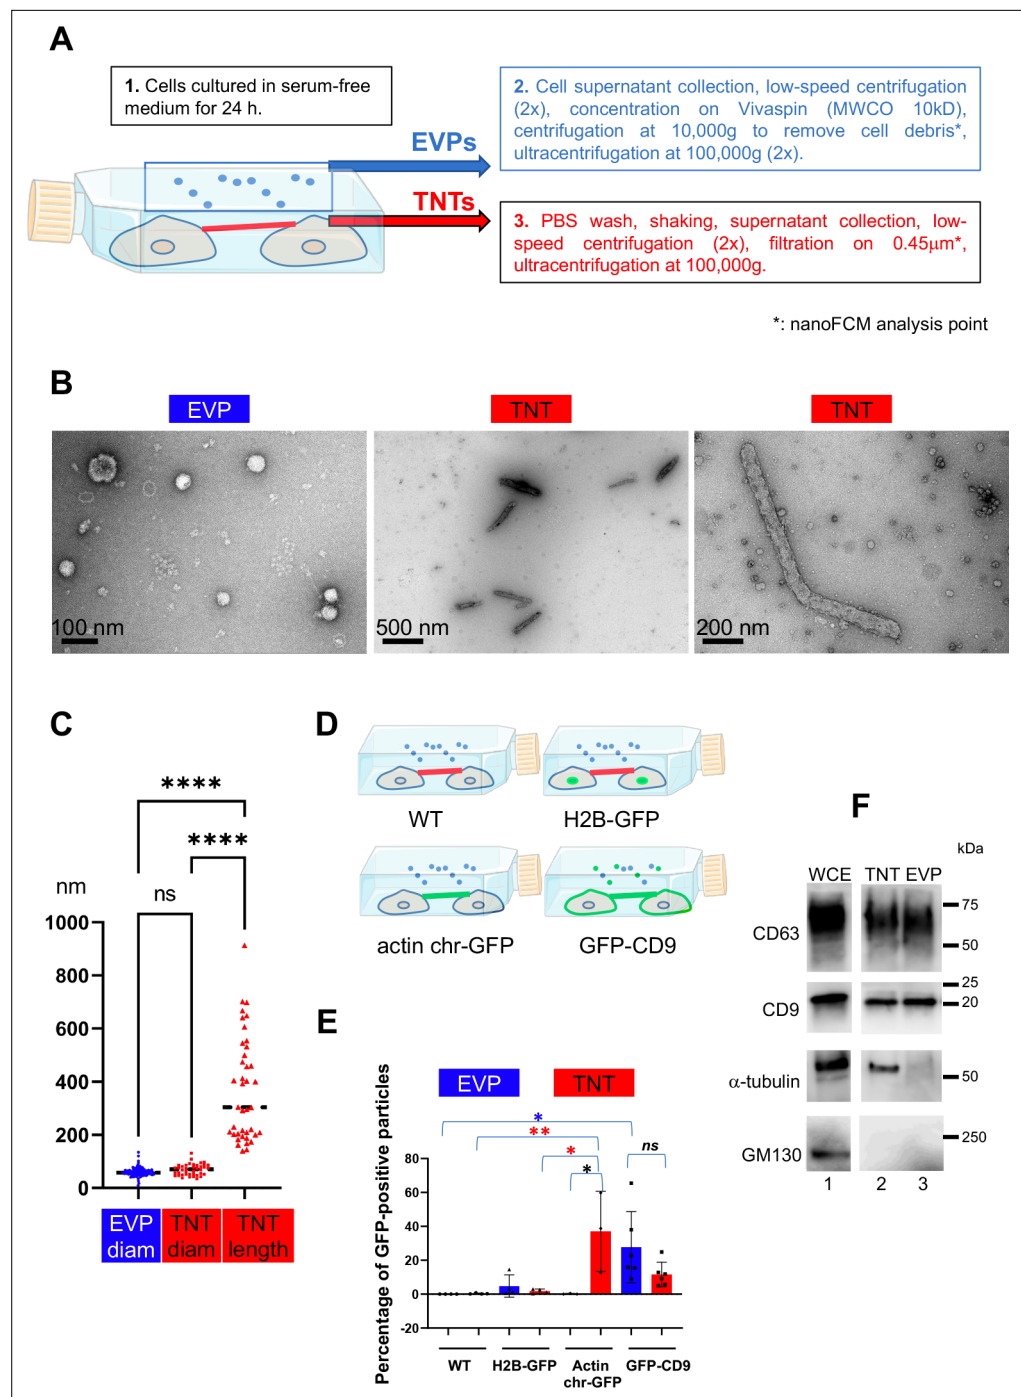 A
1. Cells cultured in serum-free
medium for 24 h.
2. Cell supernatant collection, low-speed centrifugation
(2x), concentration on Vivaspin (MWCO 10kD),
centrifugation at 10,000g to remove cell debris*,
ultracentrifugation at 100,000g (2x).
EVPs
TNTs
3. PBS wash, shaking, supernatant collection, low-
speed centrifugation (2x), filtration on 0.45µm*,
ultracentrifugation at 100,000g.
*: nanoFCM analysis point
B
EVP
TNT
TNT
100 nm
500 nm
200 nm
C
****
****
ns
nm
1000
800
600
400
200
0
EVP
diam
TNT
diam
TNT
length
D
WT
H2B-GFP
actin chr-GFP
GFP-CD9
E
EVP
TNT
Percentage of GFP-positive particles
*
**
*
*
ns
80
60
40
20
0
-20
WT
H2B-GFP
Actin
chr-GFP
GFP-CD9
F
kDa
WCE
TNT
EVP
CD63
75
50
CD9
25
20
α-tubulin
50
GM130
250
1
2
3